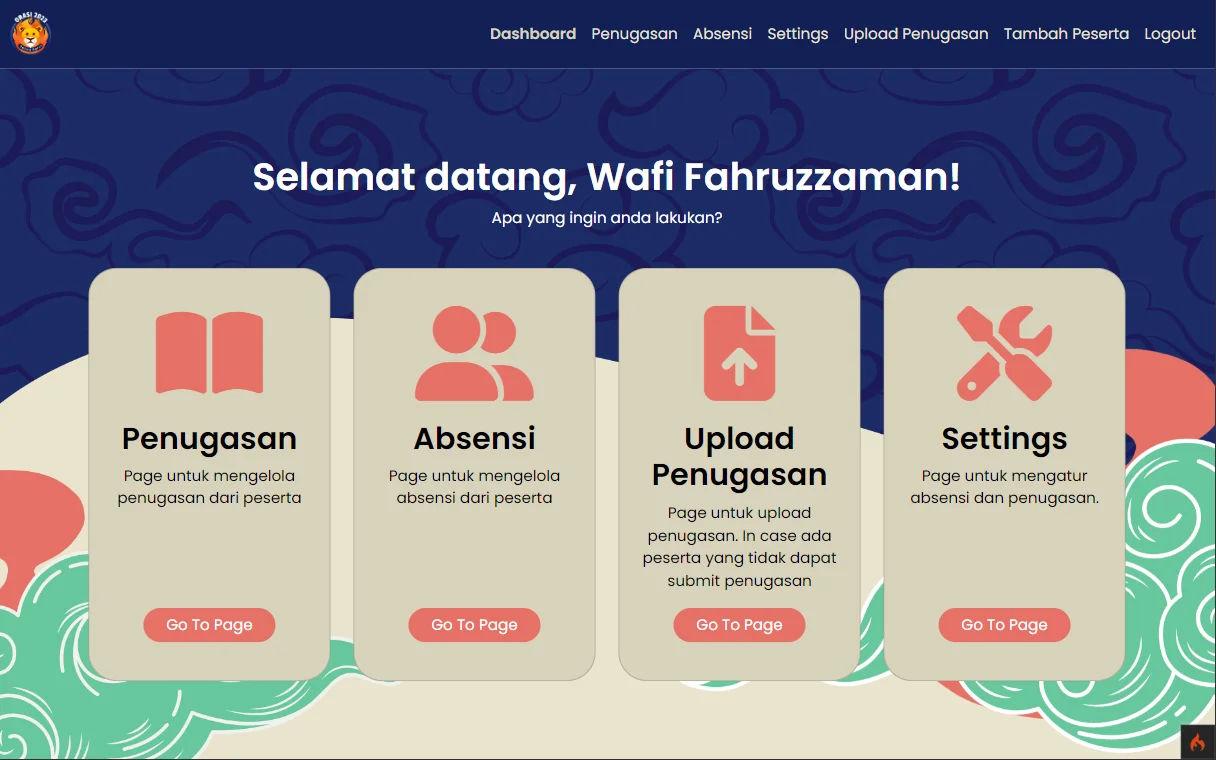 ORASI 2023
Dashboard Penugasan Absensi Settings Upload Penugasan Tambah Peserta Logout
Selamat datang, Wafi Fahruzzaman!
Apa yang ingin anda lakukan?
Penugasan
Page untuk mengelola
penugasan dari peserta
Go To Page
Absensi
Page untuk mengelola
absensi dari peserta
Go To Page
Upload
Penugasan
Page untuk upload
penugasan. In case ada
peserta yang tidak dapat
submit penugasan
Go To Page
Settings
Page untuk mengatur
absensi dan penugasan.
Go To Page